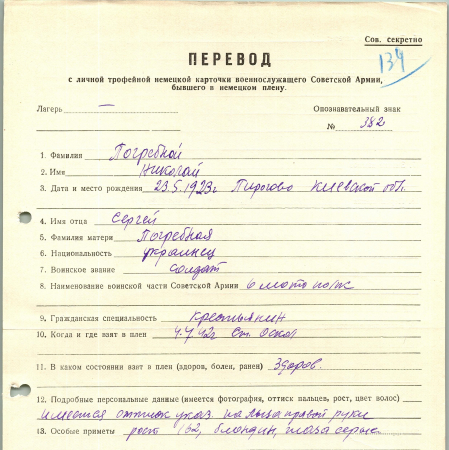 Сов. секретно
134
ПЕРЕВОД
с личной трофейной немецкой карточки военнослужащего Советской Армии,
бывшего в немецком плену.
Лагерь —
Опознавательный знак
№ 382
1. Фамилия Погребной
2. Имя Николай
3. Дата и место рождения 23.5.1923г Пирогово Киевской обл.
4. Имя отца Сергей
5. Фамилия матери Погребная
6. Национальность украинец
7. Воинское звание солдат
8. Наименование воинской части Советской Армии 6 мото
9. Гражданская специальность крестьянин
10. Когда и где взят в плен 4.7.42г Ст. Оскол
11. В каком состоянии взят в плен (здоров, болен, ранен) Здоров.
12. Подробные персональные данные (имеется фотография, оттиск пальцев, рост, цвет волос)
имеется оттиск указ. пальца правой руки
13. Особые приметы рост 162, блондин, глаза серые